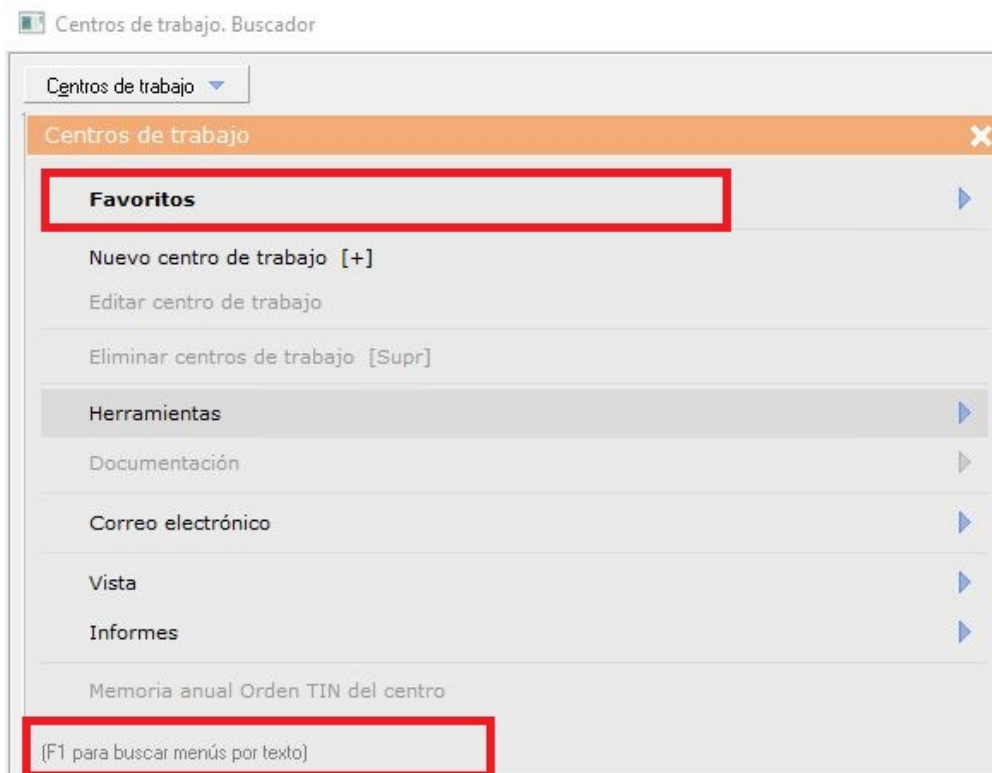 Centros de trabajo. Buscador
Centros de trabajo
Centros de trabajo
Favoritos
Nuevo centro de trabajo [+]
Editar centro de trabajo
Eliminar centros de trabajo [Supr]
Herramientas
Documentación
Correo electrónico
Vista
Informes
Memoria anual Orden TIN del centro
(F1 para buscar menús por texto)